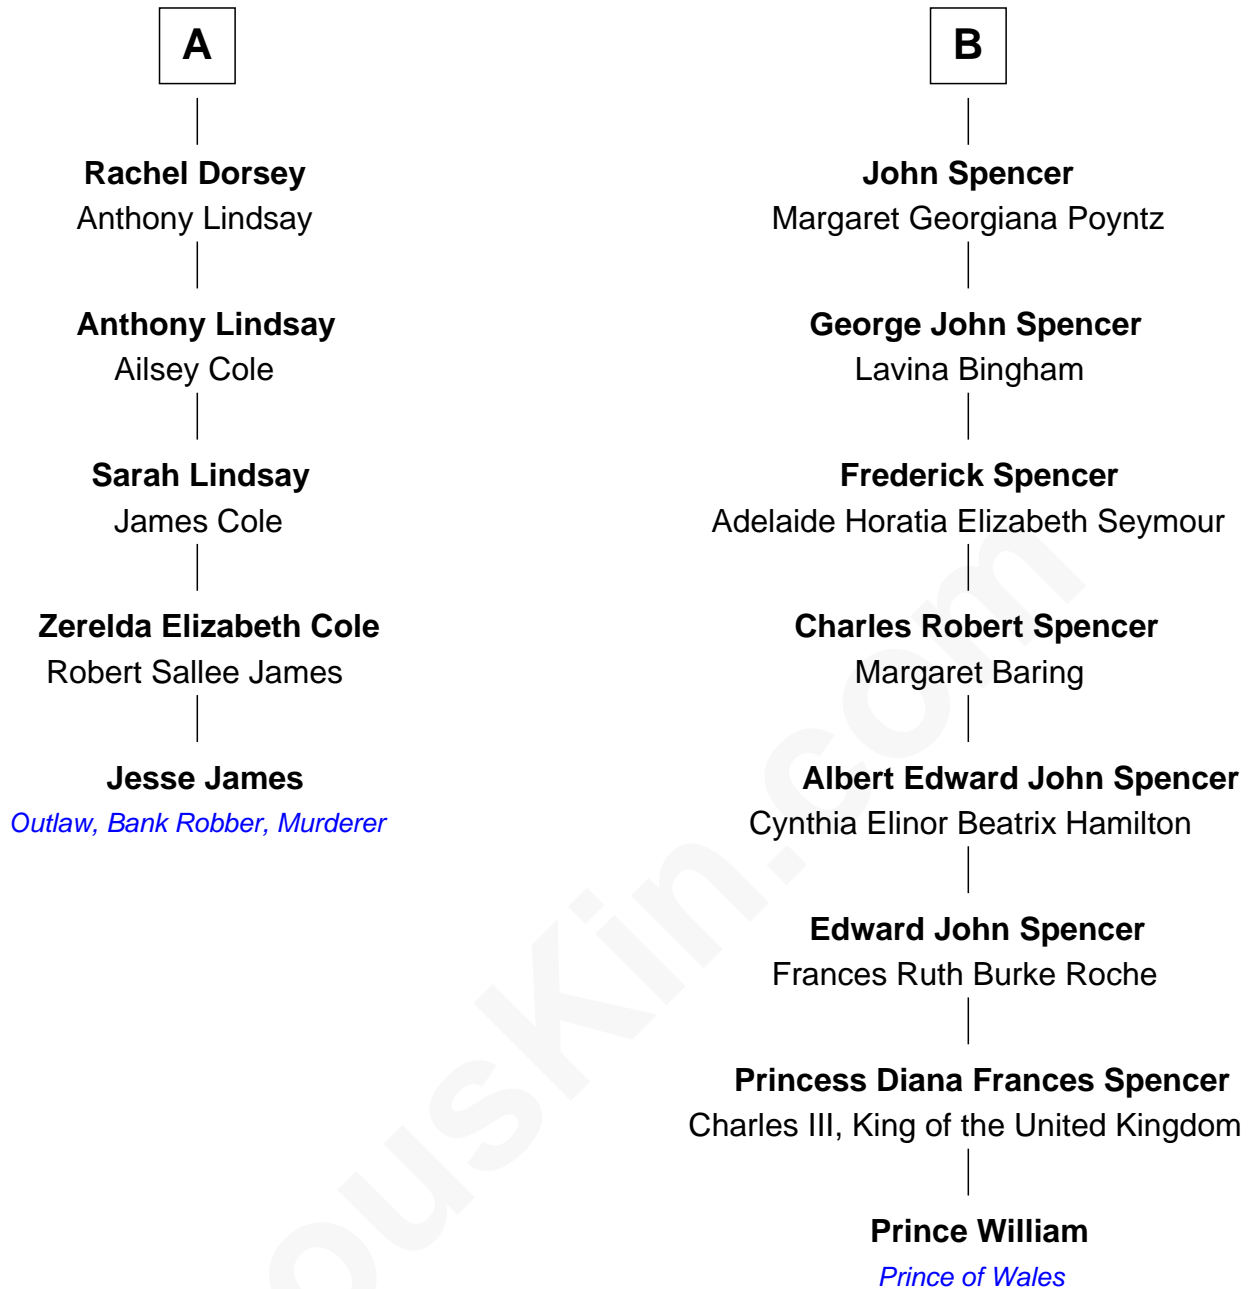 A
Rachel Dorsey
Anthony Lindsay
Anthony Lindsay
Ailsey Cole
Sarah Lindsay
James Cole
Zerelda Elizabeth Cole
Robert Sallee James
Jesse James
Outlaw, Bank Robber, Murderer
B
John Spencer
Margaret Georgiana Poyntz
George John Spencer
Lavina Bingham
Frederick Spencer
Adelaide Horatia Elizabeth Seymour
Charles Robert Spencer
Margaret Baring
Albert Edward John Spencer
Cynthia Elinor Beatrix Hamilton
Edward John Spencer
Frances Ruth Burke Roche
Princess Diana Frances Spencer
Charles III, King of the United Kingdom
Prince William
Prince of Wales
ousKin.com